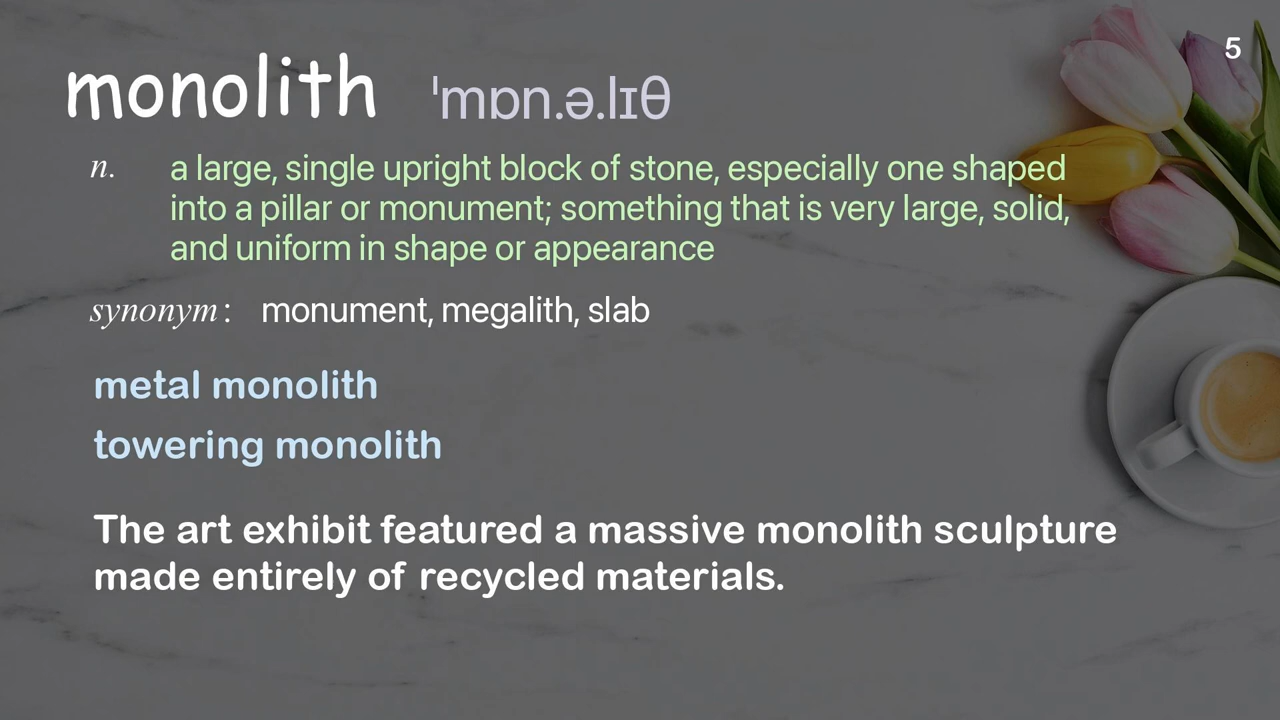 5
monolith ˈmɒn.ə.lɪθ
n. a large, single upright block of stone, especially one shaped
into a pillar or monument; something that is very large, solid,
and uniform in shape or appearance
synonym: monument, megalith, slab
metal monolith
towering monolith
The art exhibit featured a massive monolith sculpture
made entirely of recycled materials.